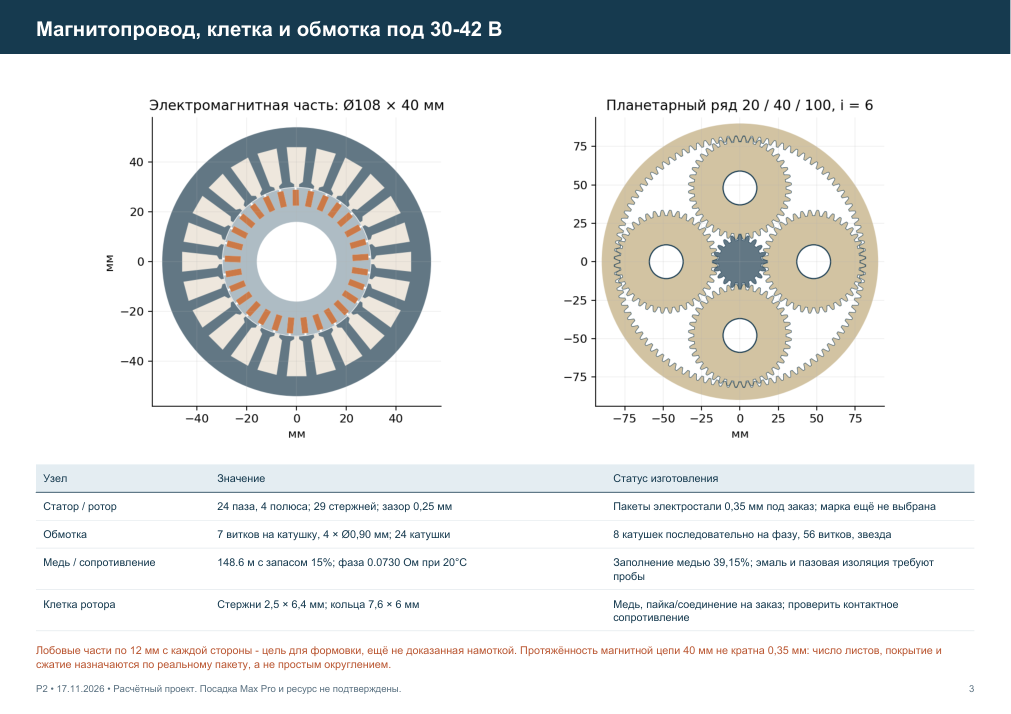 Магнитопровод, клетка и обмотка под 30-42 В
Электромагнитная часть: Ø108 × 40 мм
40
20
0
−20
−40
мм
−40
−20
0
20
40
мм
Планетарный ряд 20 / 40 / 100, i = 6
75
50
25
0
−25
−50
−75
−75
−50
−25
0
25
50
75
мм
Узел
Значение
Статус изготовления
Статор / ротор
24 паза, 4 полюса; 29 стержней; зазор 0,25 мм
Пакеты электростали 0,35 мм под заказ; марка ещё не выбрана
Обмотка
7 витков на катушку, 4 × Ø0,90 мм; 24 катушки
8 катушек последовательно на фазу, 56 витков, звезда
Медь / сопротивление
148.6 м с запасом 15%; фаза 0.0730 Ом при 20°C
Заполнение медью 39,15%; эмаль и пазовая изоляция требуют
пробы
Клетка ротора
Стержни 2,5 × 6,4 мм; кольца 7,6 × 6 мм
Медь, пайка/соединение на заказ; проверить контактное
сопротивление
Лобовые части по 12 мм с каждой стороны - цель для формовки, ещё не доказанная намоткой. Протяжённость магнитной цепи 40 мм не кратна 0,35 мм: число листов, покрытие и
сжатие назначаются по реальному пакету, а не простым округлением.
P2 • 17.11.2026 • Расчётный проект. Посадка Max Pro и ресурс не подтверждены.
3